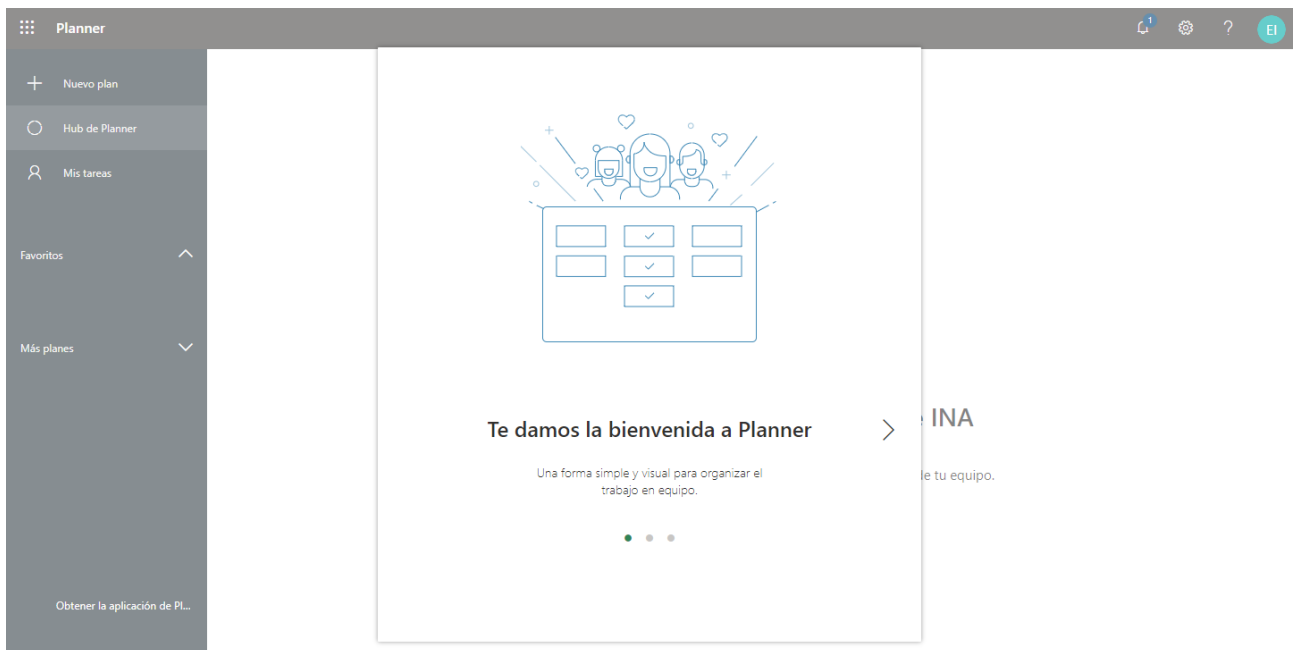 Planner
1
?
EI
Nuevo plan
Hub de Planner
Mis tareas
Favoritos
Más planes
Obtener la aplicación de Pl...
Te damos la bienvenida a Planner
Una forma simple y visual para organizar el
trabajo en equipo.
INA
de tu equipo.